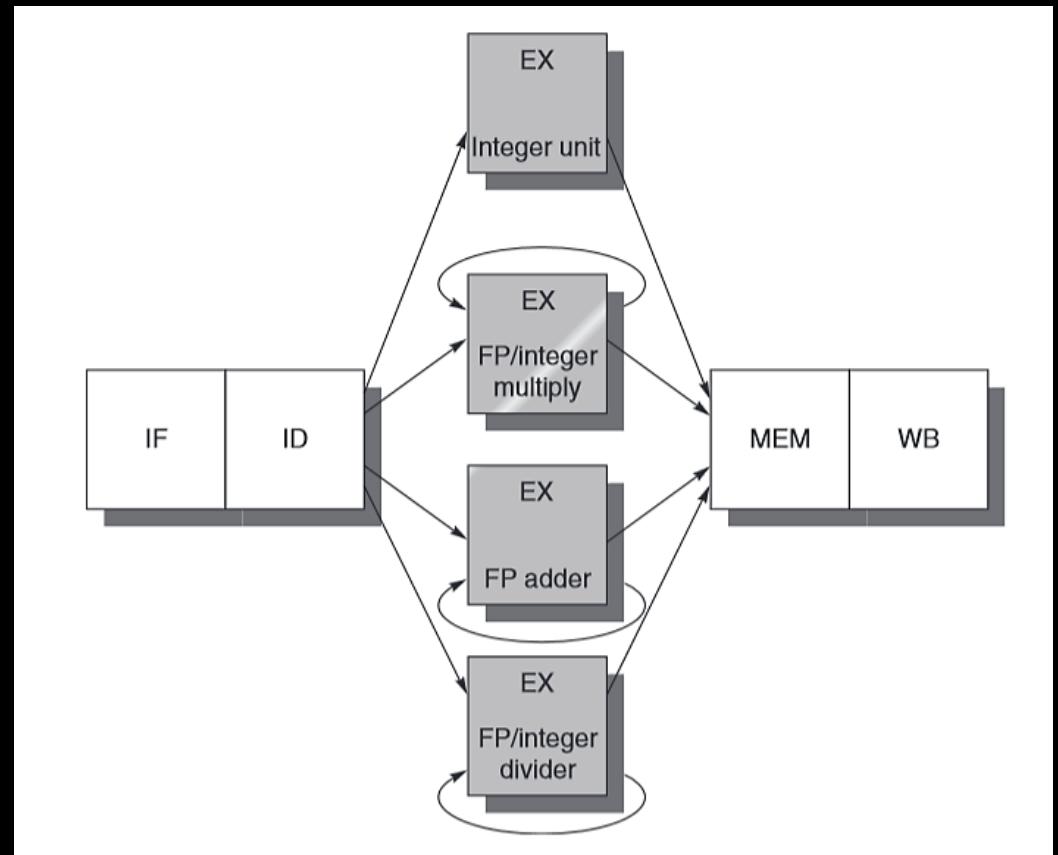 EX
Integer unit
EX
FP/integer
multiply
IF
ID
MEM
WB
EX
FP adder
EX
FP/integer
divider